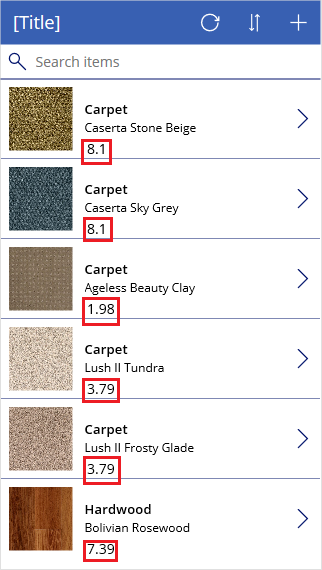 [Title]
Search items
Carpet
Caserta Stone Beige
8.1
Carpet
Caserta Sky Grey
8.1
Carpet
Ageless Beauty Clay
1.98
Carpet
Lush II Tundra
3.79
Carpet
Lush II Frosty Glade
3.79
Hardwood
Bolivian Rosewood
7.39